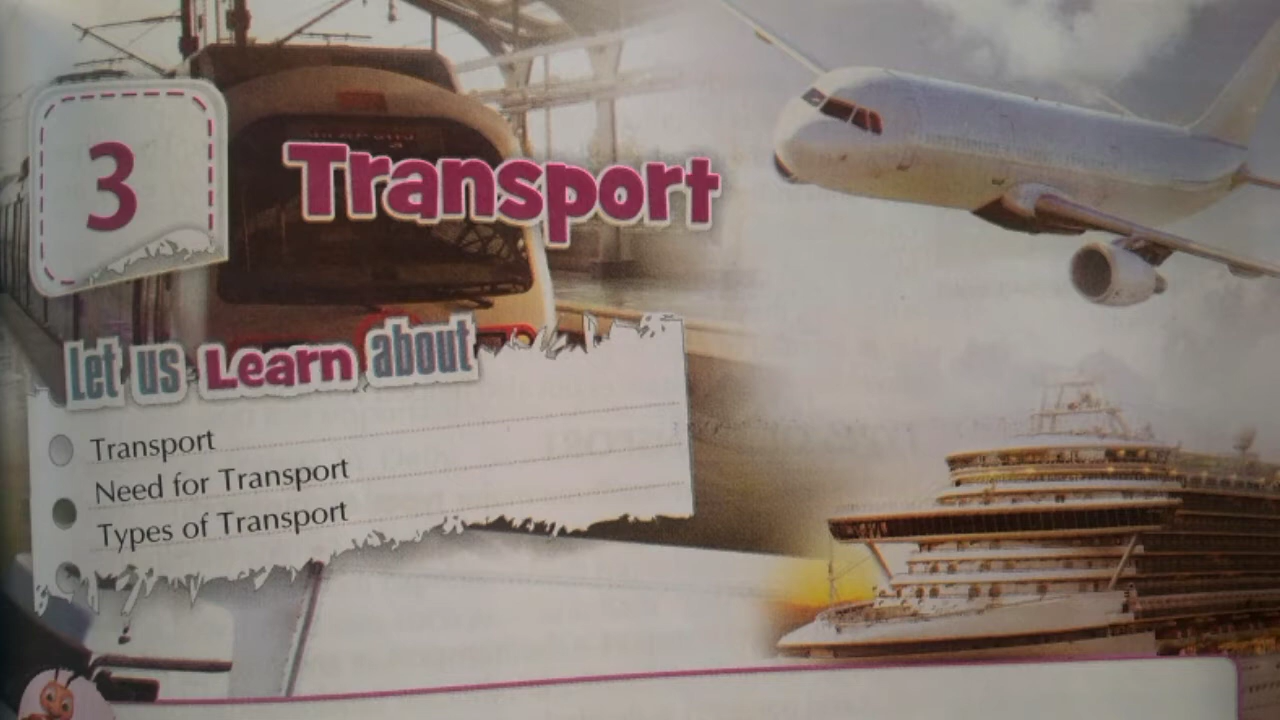 3
Transport
Let us Learn about
Transport
Need for Transport
Types of Transport